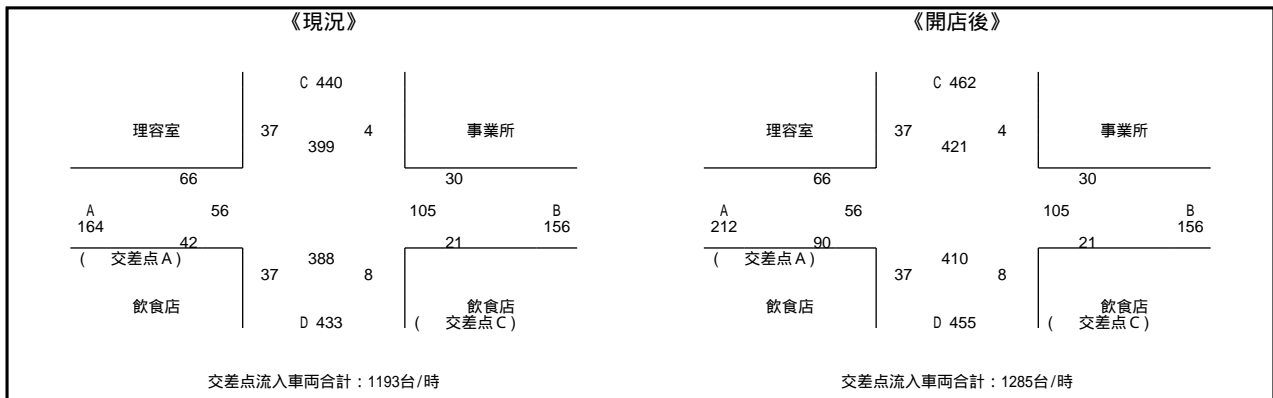 《現況》
C 440
理容室 37 4 事業所
399
66 30
A 56 105 B
164 156
42 21
( 交差点A)
388
37 8
飲食店 飲食店
D 433 ( 交差点C)
交差点流入車両合計：1193台/時
《開店後》
C 462
理容室 37 4 事業所
421
66 30
A 56 105 B
212 156
90 21
( 交差点A)
410
37 8
飲食店 飲食店
D 455 ( 交差点C)
交差点流入車両合計：1285台/時